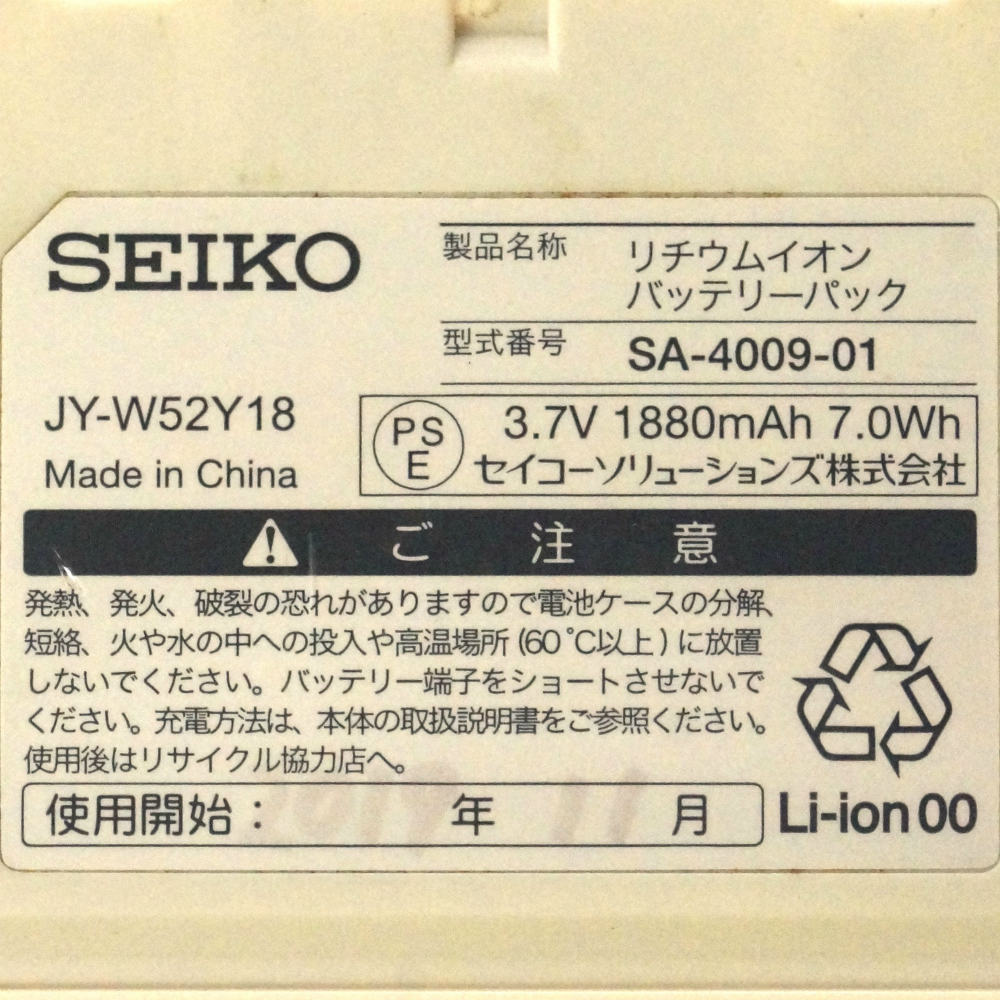 SEIKO
製品名称 リチウムイオン
バッテリーパック
型式番号 SA-4009-01
JY-W52Y18
Made in China
PSE 3.7V 1880mAh 7.0Wh
セイコーソリューションズ株式会社
ご注意
発熱、発火、破裂の恐れがありますので電池ケースの分解、
短絡、火や水の中への投入や高温場所(60℃以上)に放置
しないでください。バッテリー端子をショートさせないで
ください。充電方法は、本体の取扱説明書をご参照ください。
使用後はリサイクル協力店へ。
使用開始: 2019年 11月
Li-ion 00